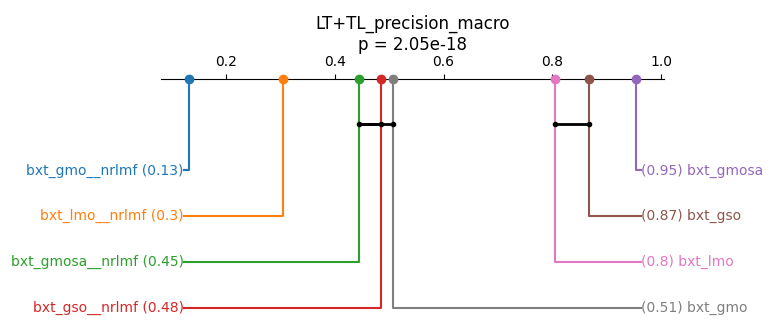 LT+TL_precision_macro
p = 2.05e-18
0.2 0.4 0.6 0.8 1.0
bxt_gmo__nrlmf (0.13) (0.95) bxt_gmosa
bxt_lmo__nrlmf (0.3) (0.87) bxt_gso
bxt_gmosa__nrlmf (0.45) (0.8) bxt_lmo
bxt_gso__nrlmf (0.48) (0.51) bxt_gmo